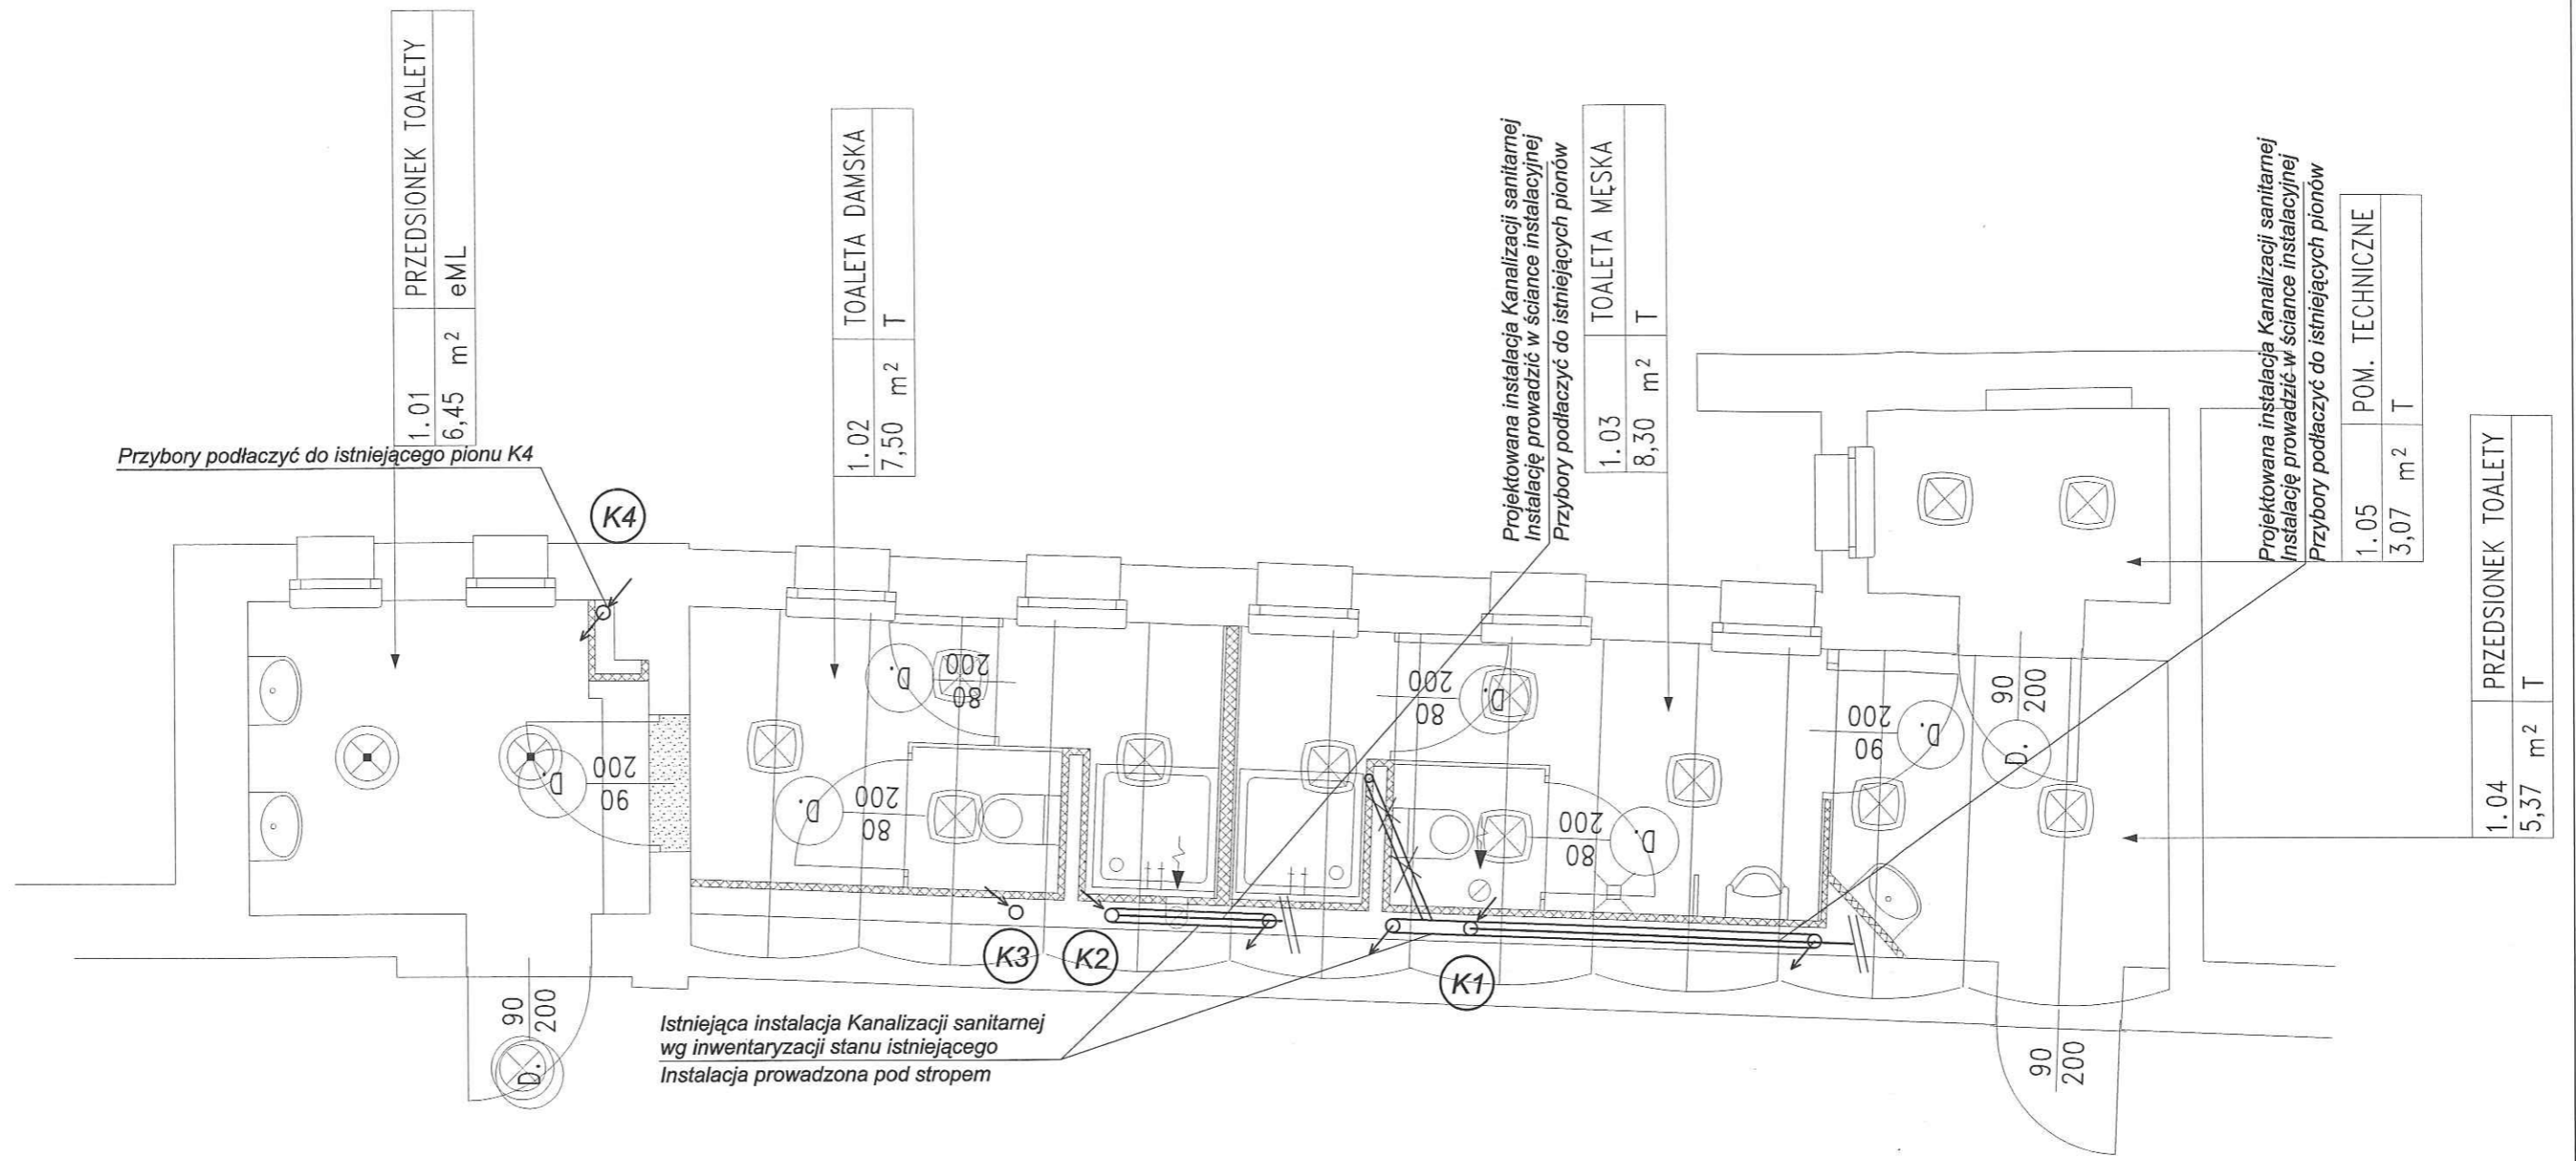 1.01 PRZEDSIONEK TOALETY
6,45 m² eML
Przybory podłaczyć do istniejącego pionu K4
K4
1.02 TOALETA DAMSKA
7,50 m² T
Projektowana instalacja Kanalizacji sanitarnej
Instalację prowadzić w ściance instalacyjnej
Przybory podłaczyć do istniejących pionów
1.03 TOALETA MĘSKA
8,30 m² T
Projektowana instalacja Kanalizacji sanitarnej
Instalację prowadzić w ściance instalacyjnej
Przybory podłaczyć do istniejących pionów
1.05 POM. TECHNICZNE
3,07 m² T
1.04 PRZEDSIONEK TOALETY
5,37 m² T
D.
90
200
D.
80
200
D.
80
200
D.
80
200
D.
80
200
D.
90
200
D.
90
200
K3
K2
K1
Istniejąca instalacja Kanalizacji sanitarnej
wg inwentaryzacji stanu istniejącego
Instalacja prowadzona pod stropem
D.
90
200
90
200